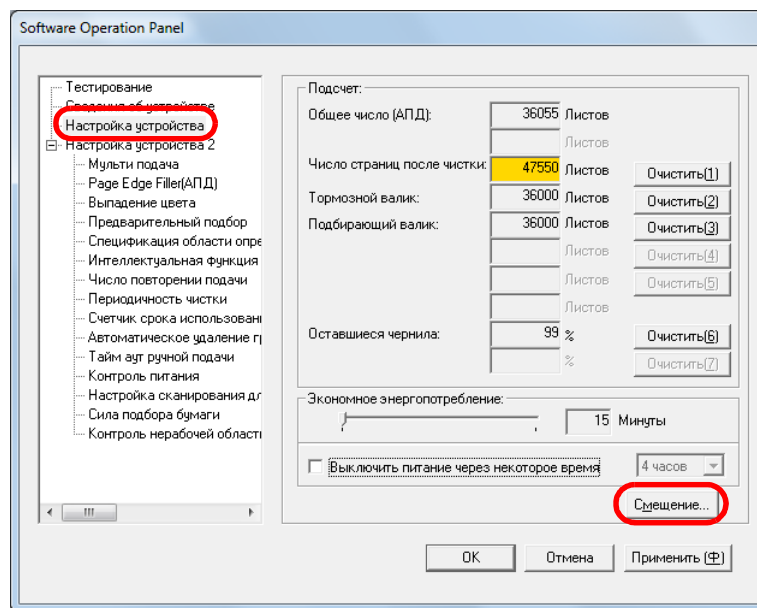 Software Operation Panel
Тестирование
Сведения об устройстве
Настройка устройства
Настройка устройства 2
Мульти подача
Page Edge Filler(АПД)
Выпадение цвета
Предварительный подбор
Спецификация области опре
Интеллектуальная функция
Число повторении подачи
Периодичность чистки
Счетчик срока использован
Автоматическое удаление г
Тайм аут ручной подачи
Контроль питания
Настройка сканирования дл
Сила подбора бумаги
Контроль нерабочей област
Подсчет:
Общее число (АПД): 36055 Листов
Листов
Число страниц после чистки: 47550 Листов Очистить(1)
Тормозной валик: 36000 Листов Очистить(2)
Подбирающий валик: 36000 Листов Очистить(3)
Листов Очистить(4)
Листов Очистить(5)
Листов
Оставшиеся чернила: 99 % Очистить(6)
% Очистить(7)
Экономное энергопотребление:
15 Минуты
Выключить питание через некоторое время 4 часов
Смещение...
OK Отмена Применить (Ф)